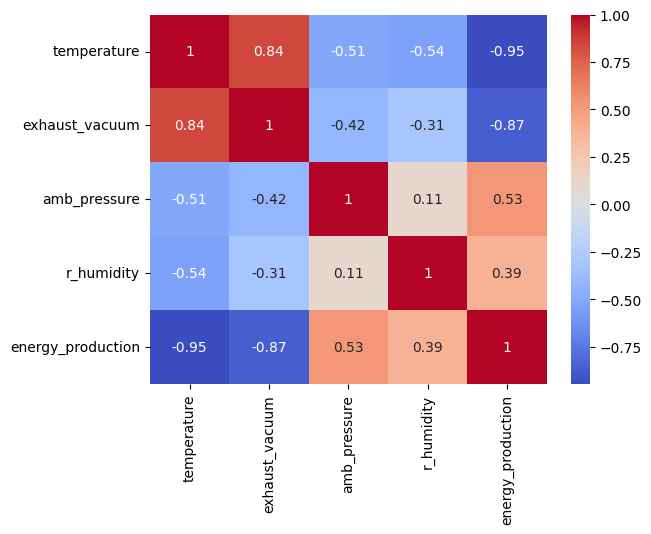 temperature 1 0.84 -0.51 -0.54 -0.95
exhaust_vacuum 0.84 1 -0.42 -0.31 -0.87
amb_pressure -0.51 -0.42 1 0.11 0.53
r_humidity -0.54 -0.31 0.11 1 0.39
energy_production -0.95 -0.87 0.53 0.39 1
temperature
exhaust_vacuum
amb_pressure
r_humidity
energy_production
1.00
0.75
0.50
0.25
0.00
−0.25
−0.50
−0.75